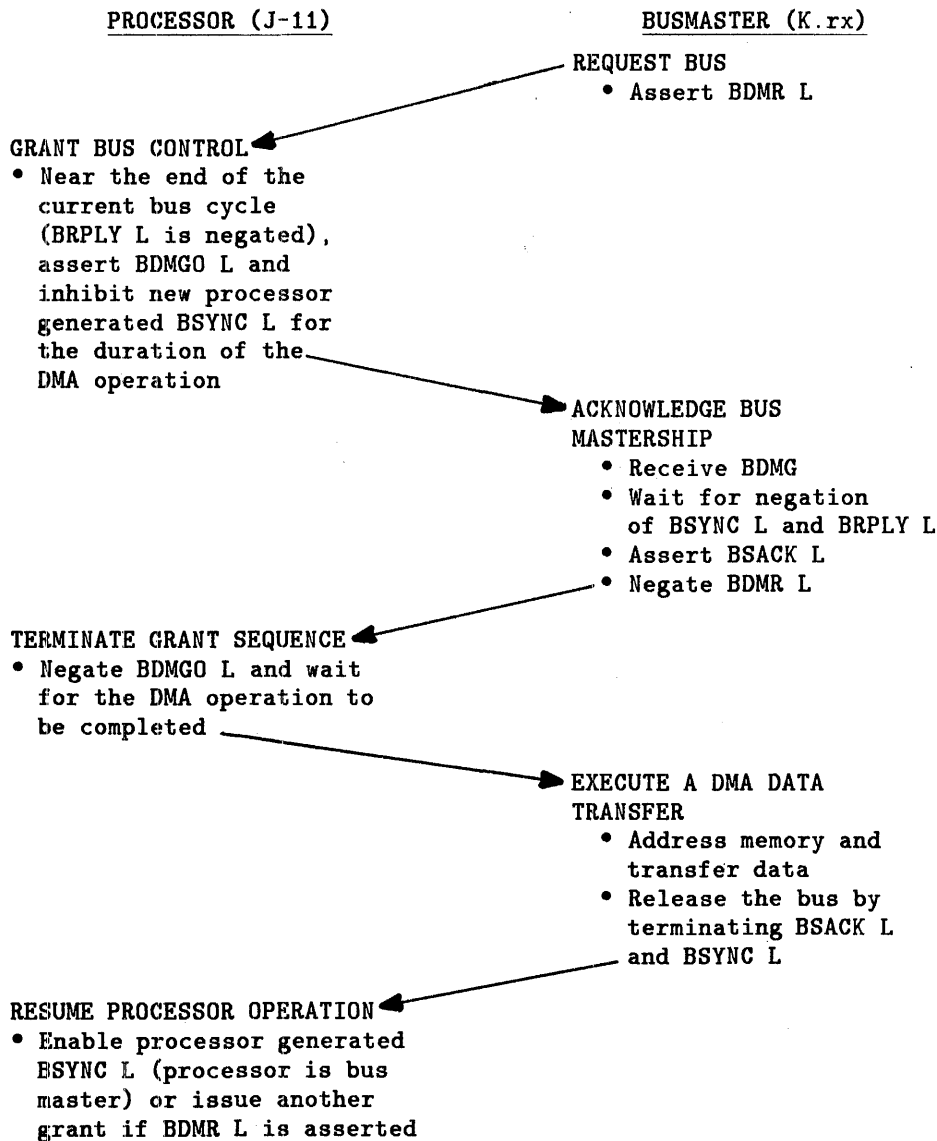 PROCESSOR (J-11)
BUSMASTER (K.rx)
REQUEST BUS
• Assert BDMR L
GRANT BUS CONTROL
• Near the end of the
current bus cycle
(BRPLY L is negated),
assert BDMGO L and
inhibit new processor
generated BSYNC L for
the duration of the
DMA operation
ACKNOWLEDGE BUS
MASTERSHIP
• Receive BDMG
• Wait for negation
of BSYNC L and BRPLY L
• Assert BSACK L
• Negate BDMR L
TERMINATE GRANT SEQUENCE
• Negate BDMGO L and wait
for the DMA operation to
be completed
EXECUTE A DMA DATA
TRANSFER
• Address memory and
transfer data
• Release the bus by
terminating BSACK L
and BSYNC L
RESUME PROCESSOR OPERATION
• Enable processor generated
BSYNC L (processor is bus
master) or issue another
grant if BDMR L is asserted